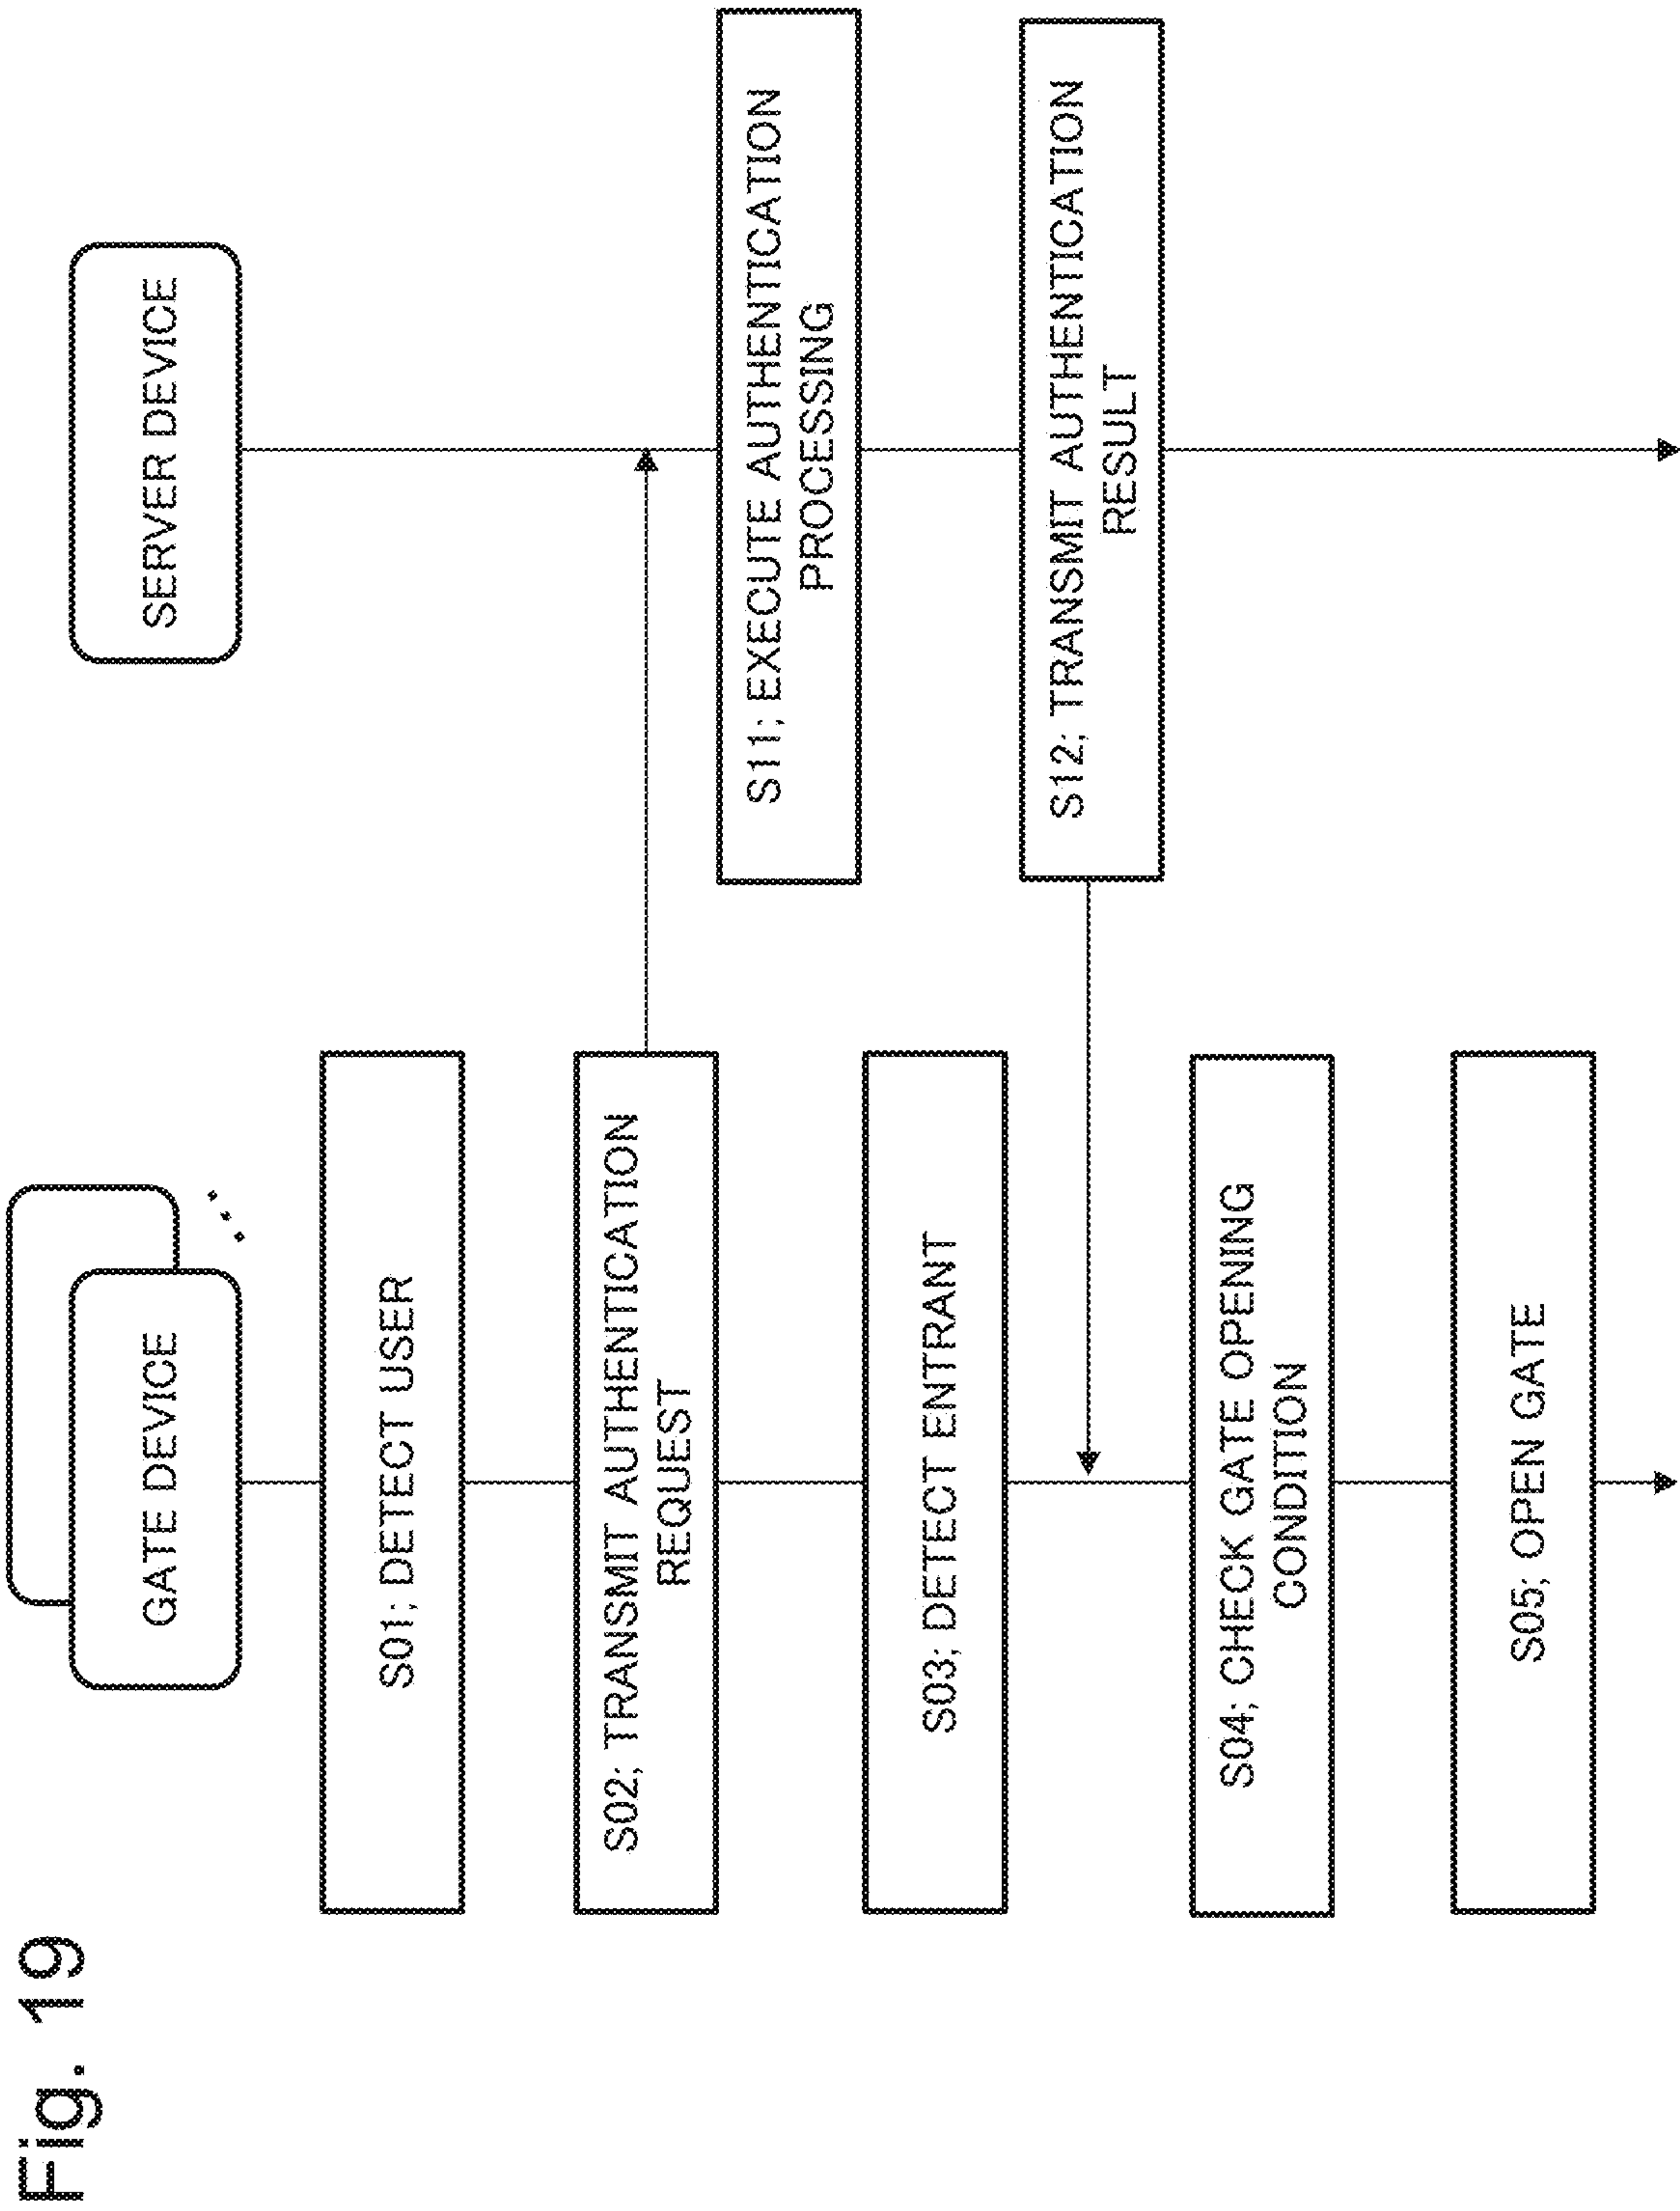 Fig. 19
GATE DEVICE
SERVER DEVICE
S01; DETECT USER
S02; TRANSMIT AUTHENTICATION
REQUEST
S11; EXECUTE AUTHENTICATION
PROCESSING
S03; DETECT ENTRANT
S12; TRANSMIT AUTHENTICATION
RESULT
S04; CHECK GATE OPENING
CONDITION
S05; OPEN GATE